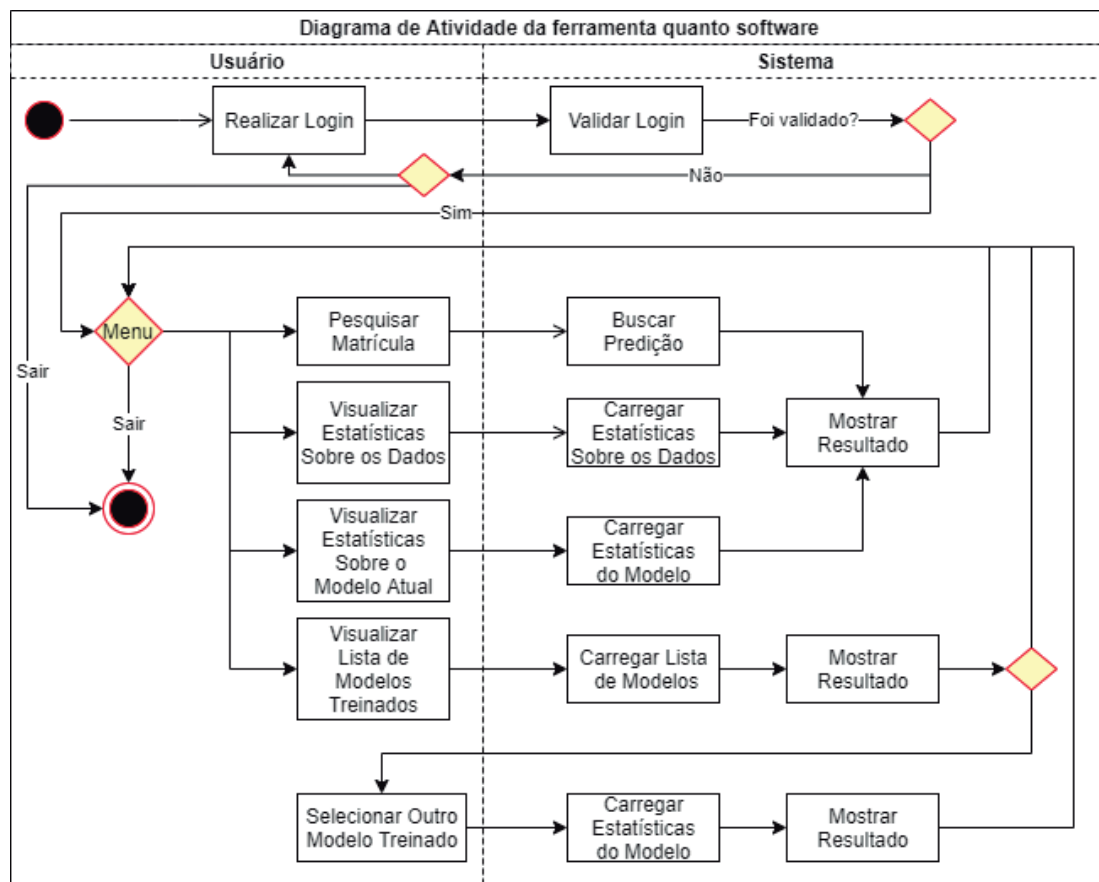 Diagrama de Atividade da ferramenta quanto software
Usuário
Sistema
Realizar Login
Validar Login
Foi validado?
Não
Sim
Menu
Pesquisar
Matrícula
Buscar
Predição
Sair
Sair
Visualizar
Estatísticas
Sobre os Dados
Carregar
Estatísticas
Sobre os Dados
Mostrar
Resultado
Visualizar
Estatísticas
Sobre o
Modelo Atual
Carregar
Estatísticas
do Modelo
Visualizar
Lista de
Modelos
Treinados
Carregar Lista
de Modelos
Mostrar
Resultado
Selecionar Outro
Modelo Treinado
Carregar
Estatísticas
do Modelo
Mostrar
Resultado